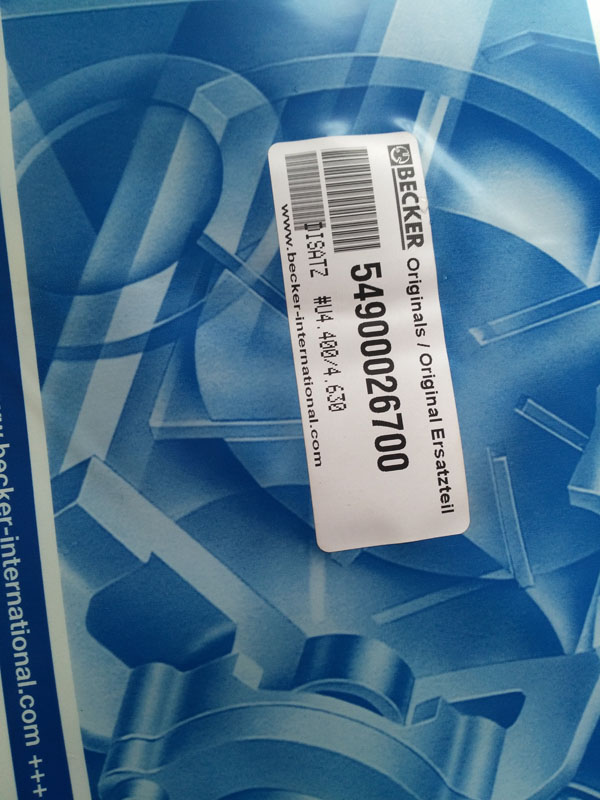 BECKER Originals / Original Ersatzteil
54900026700
DISATZ #U4.400/4.630
www.becker-international.com
www.becker-international.com +++